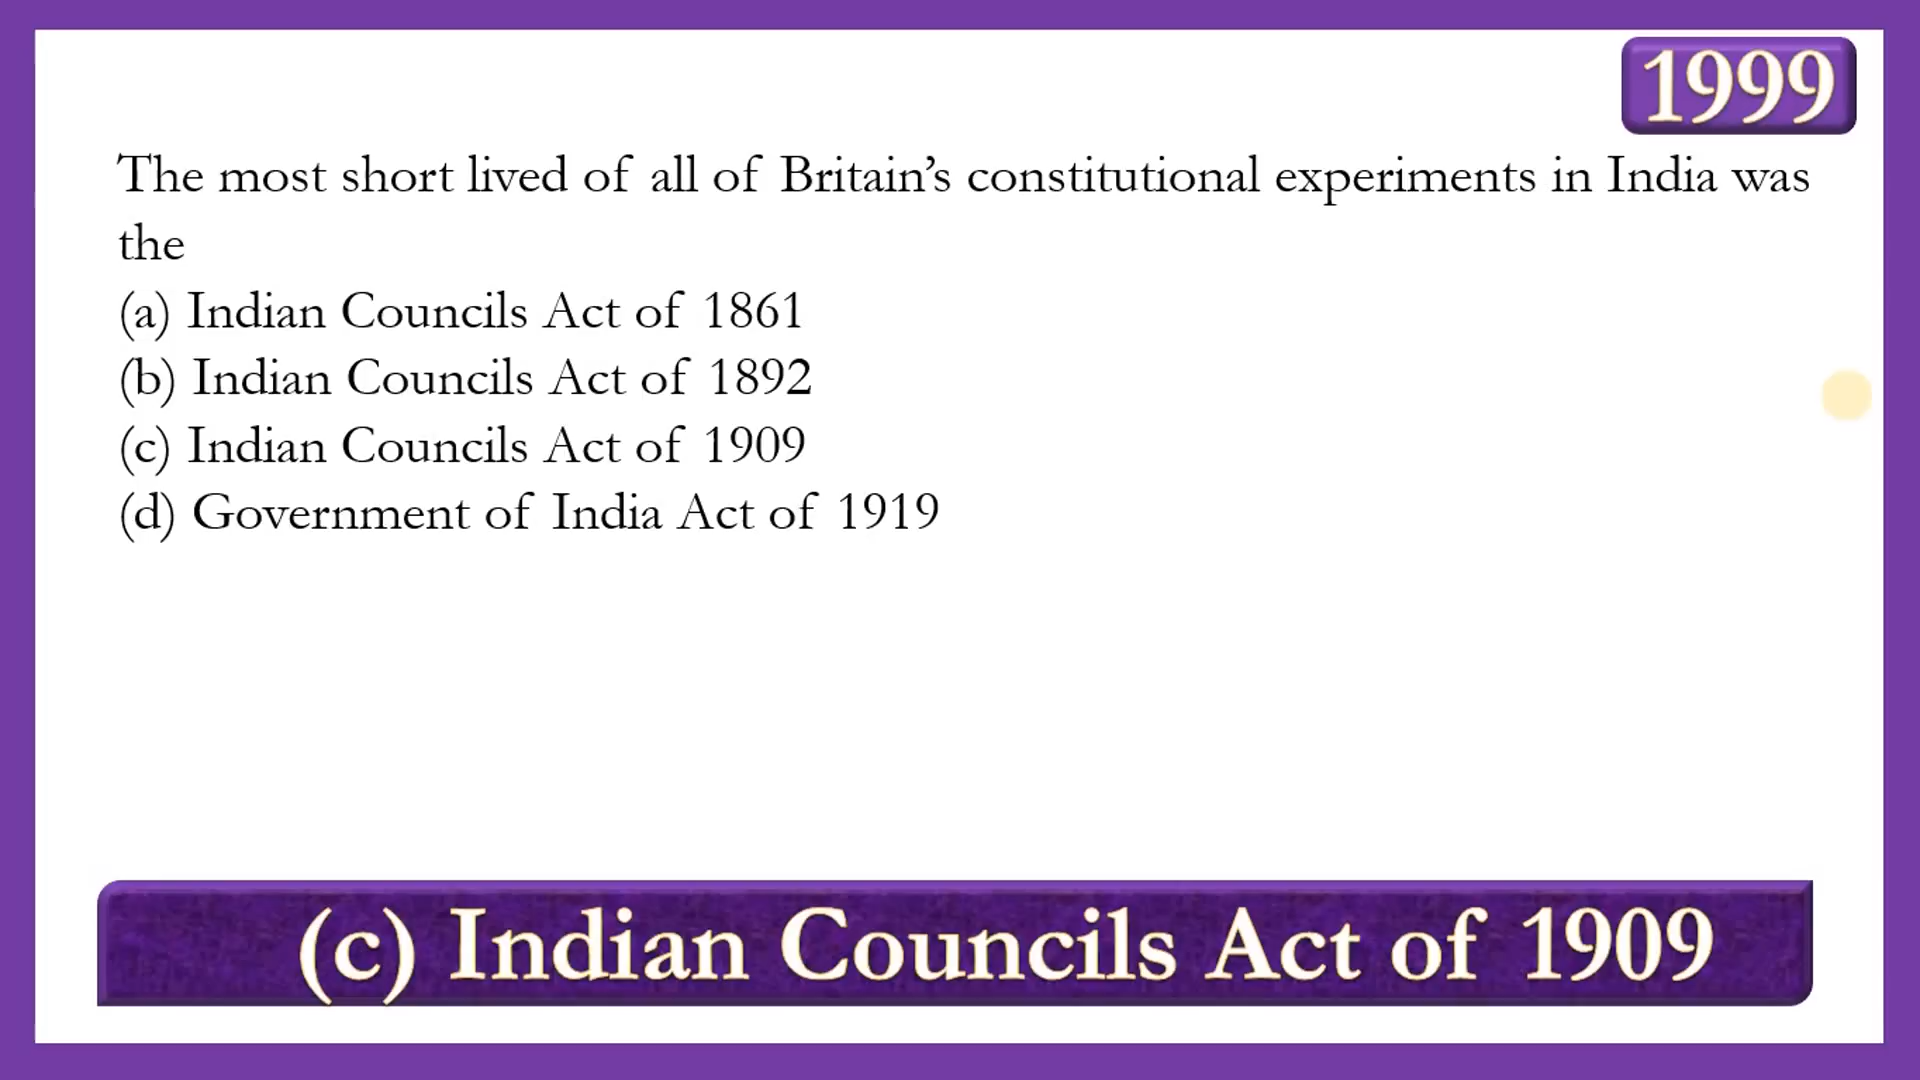 1999
The most short lived of all of Britain’s constitutional experiments in India was
the
(a) Indian Councils Act of 1861
(b) Indian Councils Act of 1892
(c) Indian Councils Act of 1909
(d) Government of India Act of 1919
(c) Indian Councils Act of 1909